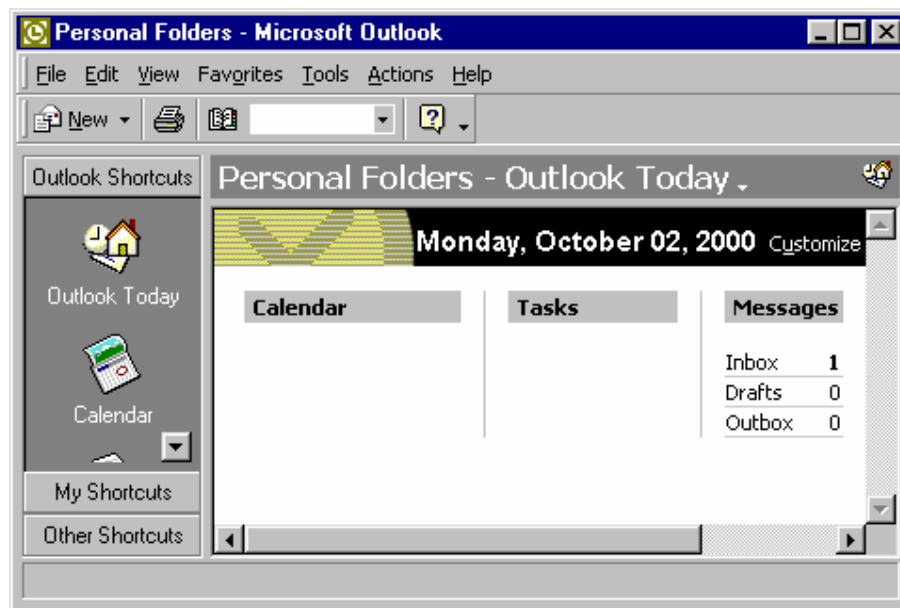 Personal Folders - Microsoft Outlook
File Edit View Favorites Tools Actions Help
New
Outlook Shortcuts
Personal Folders - Outlook Today
Monday, October 02, 2000 Customize
Outlook Today
Calendar
Calendar Tasks Messages
Inbox 1
Drafts 0
Outbox 0
My Shortcuts
Other Shortcuts